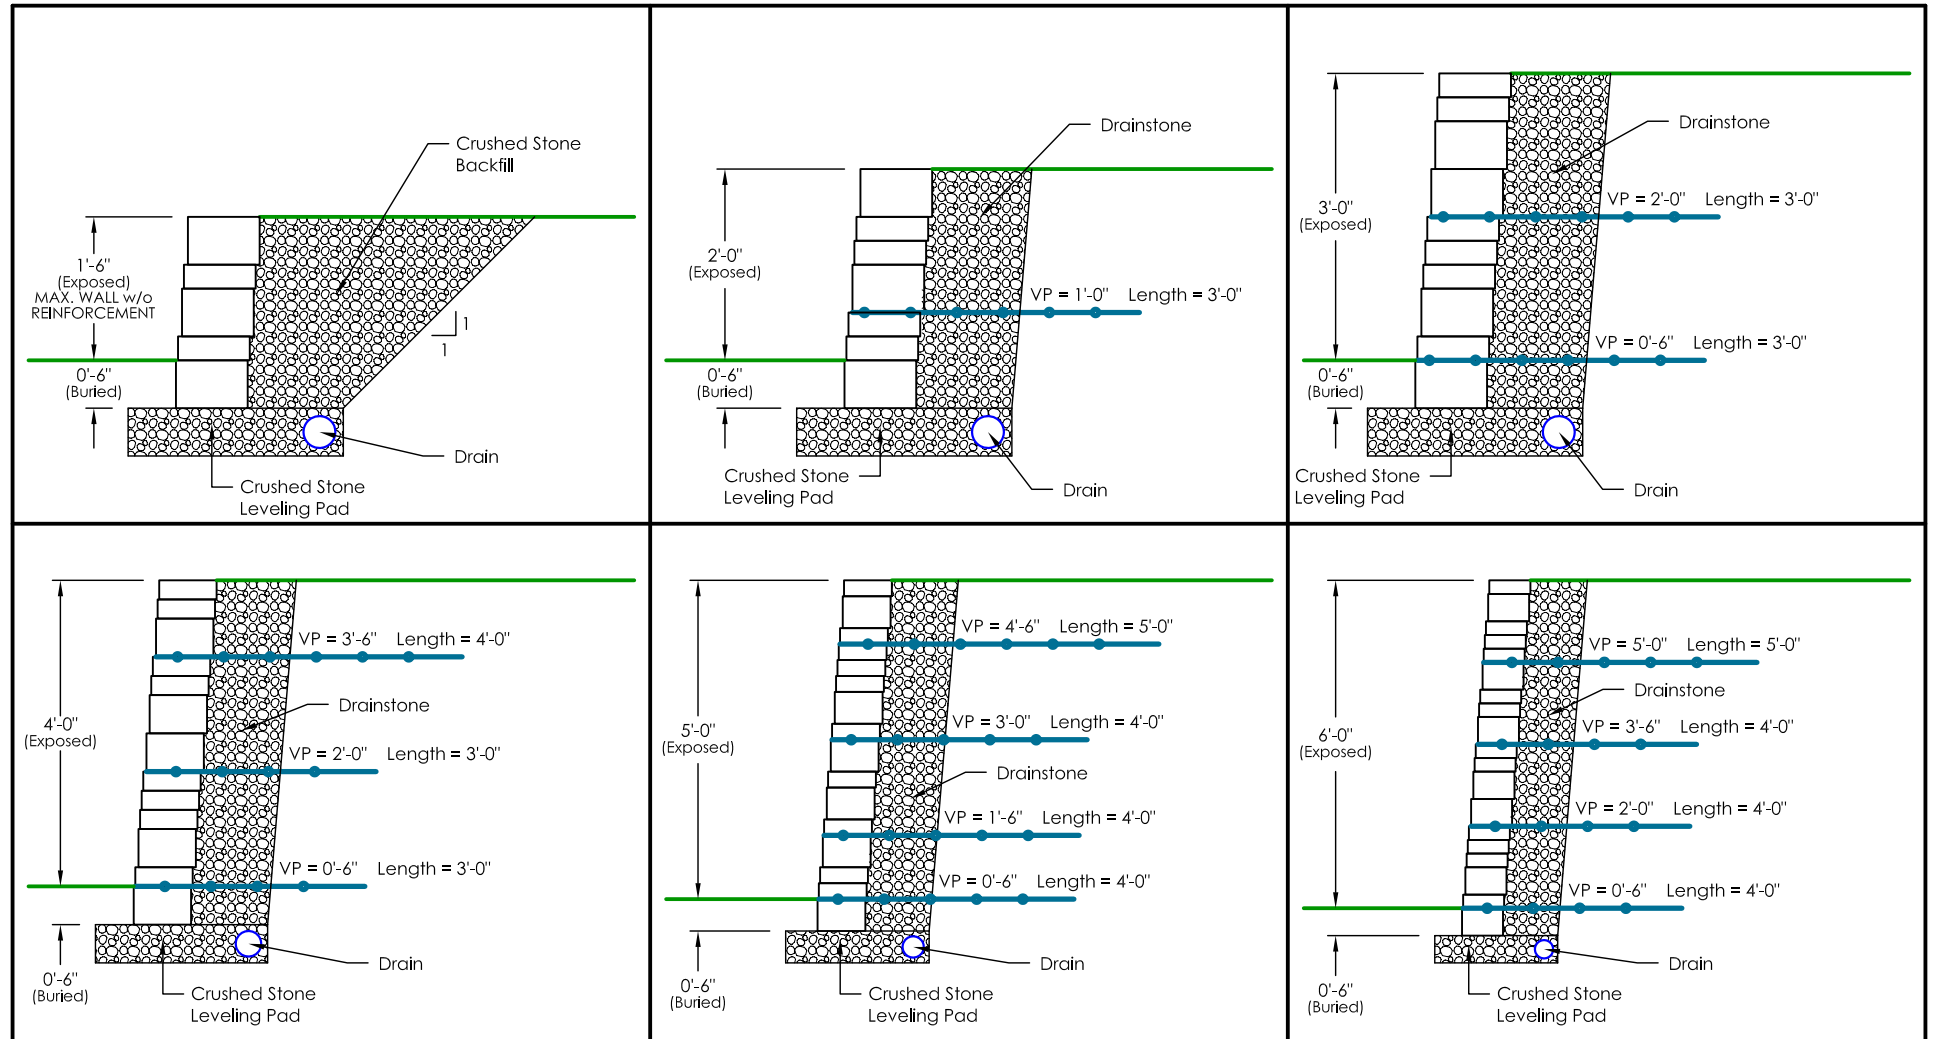 Crushed Stone
Backfill
1'-6"
(Exposed)
MAX. WALL w/o
REINFORCEMENT
1
1
0'-6"
(Buried)
Drain
Crushed Stone
Leveling Pad
Drainstone
2'-0"
(Exposed)
VP = 1'-0" Length = 3'-0"
0'-6"
(Buried)
Crushed Stone
Leveling Pad
Drain
Drainstone
3'-0"
(Exposed)
VP = 2'-0" Length = 3'-0"
VP = 0'-6" Length = 3'-0"
0'-6"
(Buried)
Crushed Stone
Leveling Pad
Drain
VP = 3'-6" Length = 4'-0"
Drainstone
4'-0"
(Exposed)
VP = 2'-0" Length = 3'-0"
VP = 0'-6" Length = 3'-0"
Drain
0'-6"
(Buried)
Crushed Stone
Leveling Pad
VP = 4'-6" Length = 5'-0"
5'-0"
(Exposed)
VP = 3'-0" Length = 4'-0"
Drainstone
VP = 1'-6" Length = 4'-0"
VP = 0'-6" Length = 4'-0"
Drain
0'-6"
(Buried)
Crushed Stone
Leveling Pad
VP = 5'-0" Length = 5'-0"
Drainstone
6'-0"
(Exposed)
VP = 3'-6" Length = 4'-0"
VP = 2'-0" Length = 4'-0"
VP = 0'-6" Length = 4'-0"
Drain
0'-6"
(Buried)
Crushed Stone
Leveling Pad